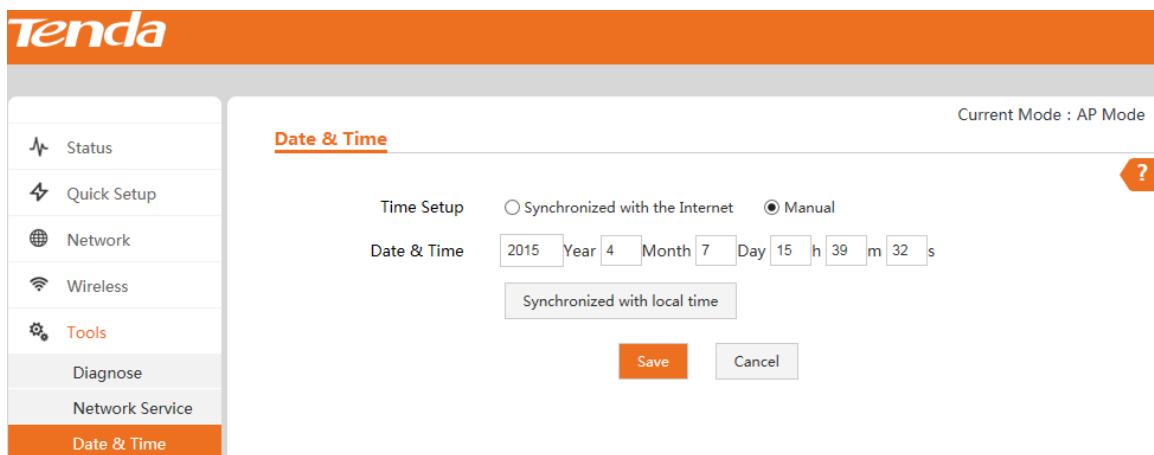 Tenda
Current Mode : AP Mode
Date & Time
?
Status
Quick Setup
Network
Wireless
Tools
Diagnose
Network Service
Date & Time
Time Setup Synchronized with the Internet Manual
Date & Time 2015 Year 4 Month 7 Day 15 h 39 m 32 s
Synchronized with local time
Save Cancel